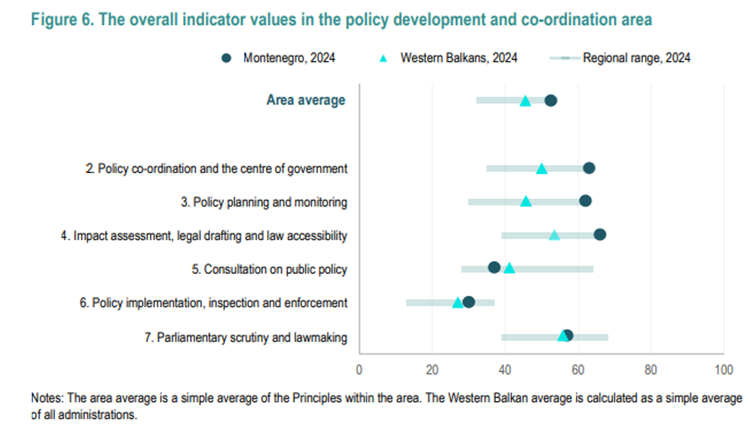 Figure 6. The overall indicator values in the policy development and co-ordination area
Montenegro, 2024 Western Balkans, 2024 Regional range, 2024
Area average
2. Policy co-ordination and the centre of government
3. Policy planning and monitoring
4. Impact assessment, legal drafting and law accessibility
5. Consultation on public policy
6. Policy implementation, inspection and enforcement
7. Parliamentary scrutiny and lawmaking
0 20 40 60 80 100
Notes: The area average is a simple average of the Principles within the area. The Western Balkan average is calculated as a simple average
of all administrations.